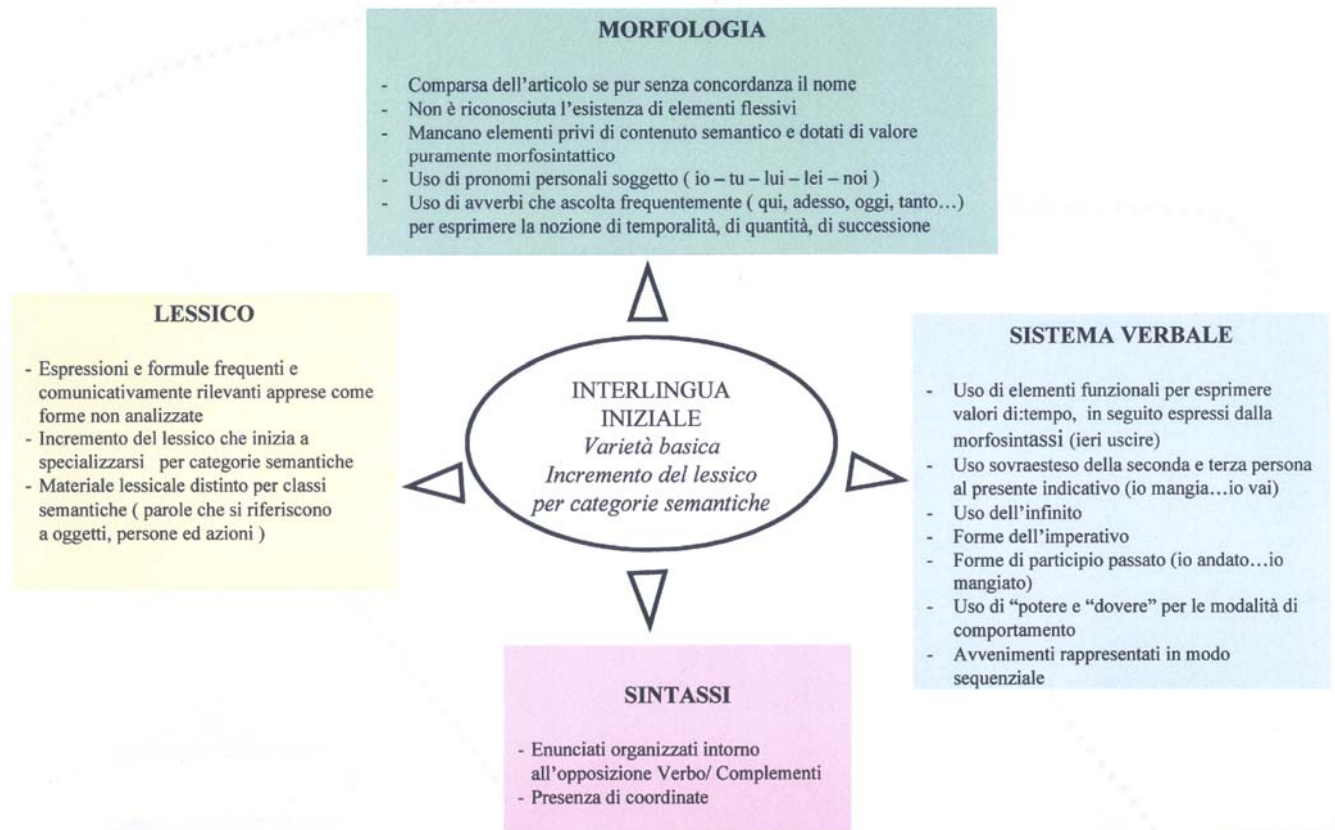 MORFOLOGIA
- Comparsa dell'articolo se pur senza concordanza il nome
- Non è riconosciuta l'esistenza di elementi flessivi
- Mancano elementi privi di contenuto semantico e dotati di valore
puramente morfosintattico
- Uso di pronomi personali soggetto ( io – tu – lui – lei – noi )
- Uso di avverbi che ascolta frequentemente ( qui, adesso, oggi, tanto…)
per esprimere la nozione di temporalità, di quantità, di successione
LESSICO
- Espressioni e formule frequenti e
comunicativamente rilevanti apprese come
forme non analizzate
- Incremento del lessico che inizia a
specializzarsi per categorie semantiche
- Materiale lessicale distinto per classi
semantiche ( parole che si riferiscono
a oggetti, persone ed azioni )
INTERLINGUA
INIZIALE
Varietà basica
Incremento del lessico
per categorie semantiche
SISTEMA VERBALE
- Uso di elementi funzionali per esprimere
valori di:tempo, in seguito espressi dalla
morfosintassi (ieri uscire)
- Uso sovraesteso della seconda e terza persona
al presente indicativo (io mangia…io vai)
- Uso dell'infinito
- Forme dell'imperativo
- Forme di participio passato (io andato…io
mangiato)
- Uso di “potere e “dovere” per le modalità di
comportamento
- Avvenimenti rappresentati in modo
sequenziale
SINTASSI
- Enunciati organizzati intorno
all'opposizione Verbo/ Complementi
- Presenza di coordinate